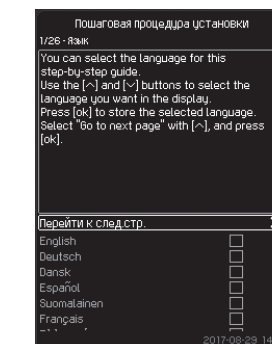 Пошаговая процедура установки
1/26 - Язык
You can select the language for this
step-by-step guide.
Use the [^] and [v] buttons to select the
language you want in the display.
Press [ok] to store the selected language.
Select "Go to next page" with [^], and press
[ok].
Перейти к след.стр.
English
Deutsch
Dansk
Español
Suomalainen
Français
2017-08-29 14